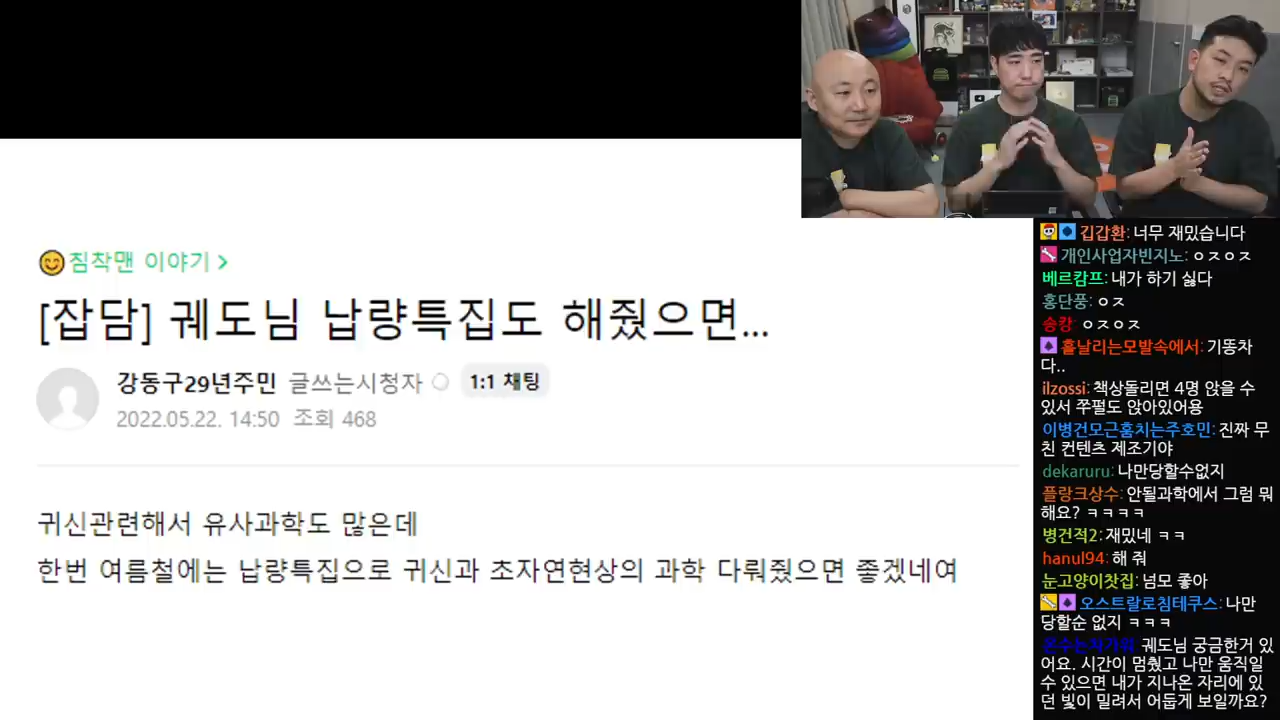 침착맨 이야기 >
[잡담] 궤도님 납량특집도 해줬으면...
강동구29년주민 글쓰는시청자 1:1 채팅
2022.05.22. 14:50 조회 468
귀신관련해서 유사과학도 많은데
한번 여름철에는 납량특집으로 귀신과 초자연현상의 과학 다뤄줬으면 좋겠네여
김갑환: 너무 재밌습니다
개인사업자빈지노: ㅇㅈㅇㅈ
베르캄프: 내가 하기 싫다
홍단풍: ㅇㅈ
송캉: ㅇㅈㅇㅈ
흩날리는모발속에서: 기똥차
다..
ilzossi: 책상돌리면 4명 앉을 수
있서 쭈펄도 앉아있어용
이병건모근훔치는주호민: 진짜 무
친 컨텐츠 제조기야
dekaruru: 나만당할수없지
플랑크상수: 안될과학에서 그럼 뭐
해요? ㅋㅋㅋㅋ
병건적2: 재밌네 ㅋㅋ
hanul94: 해 줘
눈고양이찻집: 넘모 좋아
오스트랄로침테쿠스: 나만
당할순 없지 ㅋㅋㅋ
온수는차가워: 궤도님 궁금한거 있
어요. 시간이 멈췄고 나만 움직일
수 있으면 내가 지나온 자리에 있
던 빛이 밀려서 어둡게 보일까요?